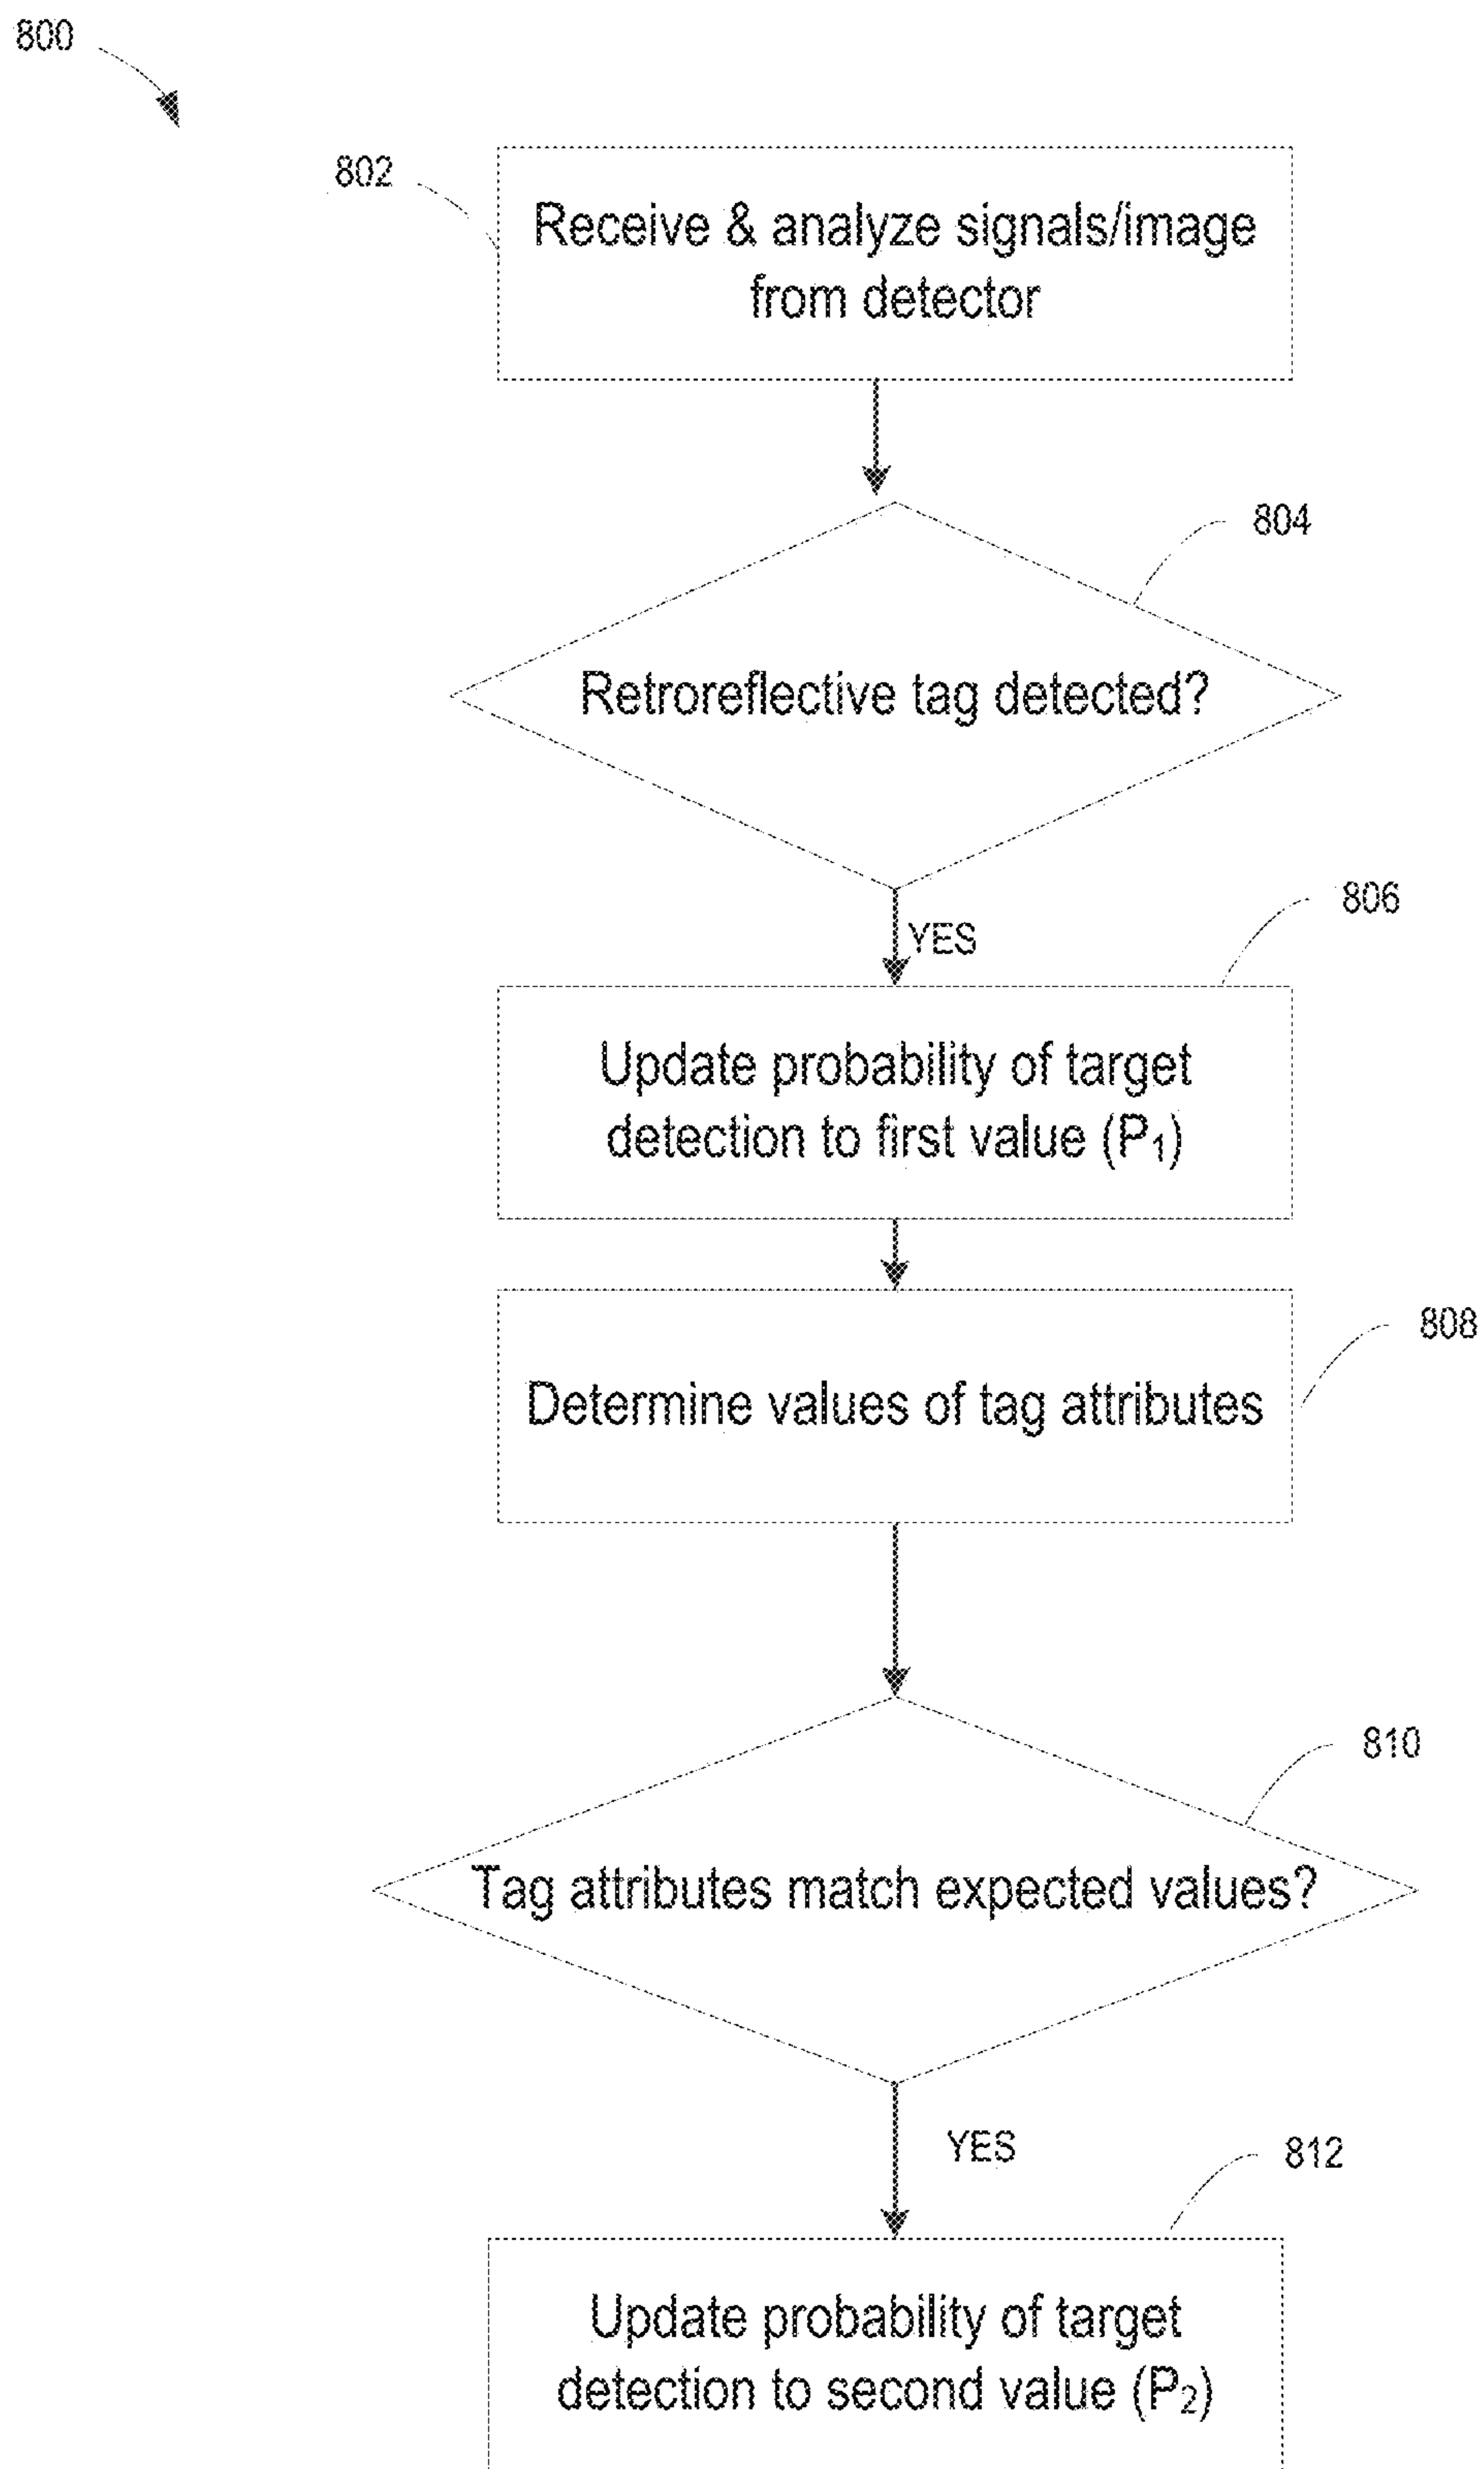 800
802
Receive & analyze signals/image
from detector
804
Retroreflective tag detected?
YES
806
Update probability of target
detection to first value (P₁)
808
Determine values of tag attributes
810
Tag attributes match expected values?
YES
812
Update probability of target
detection to second value (P₂)